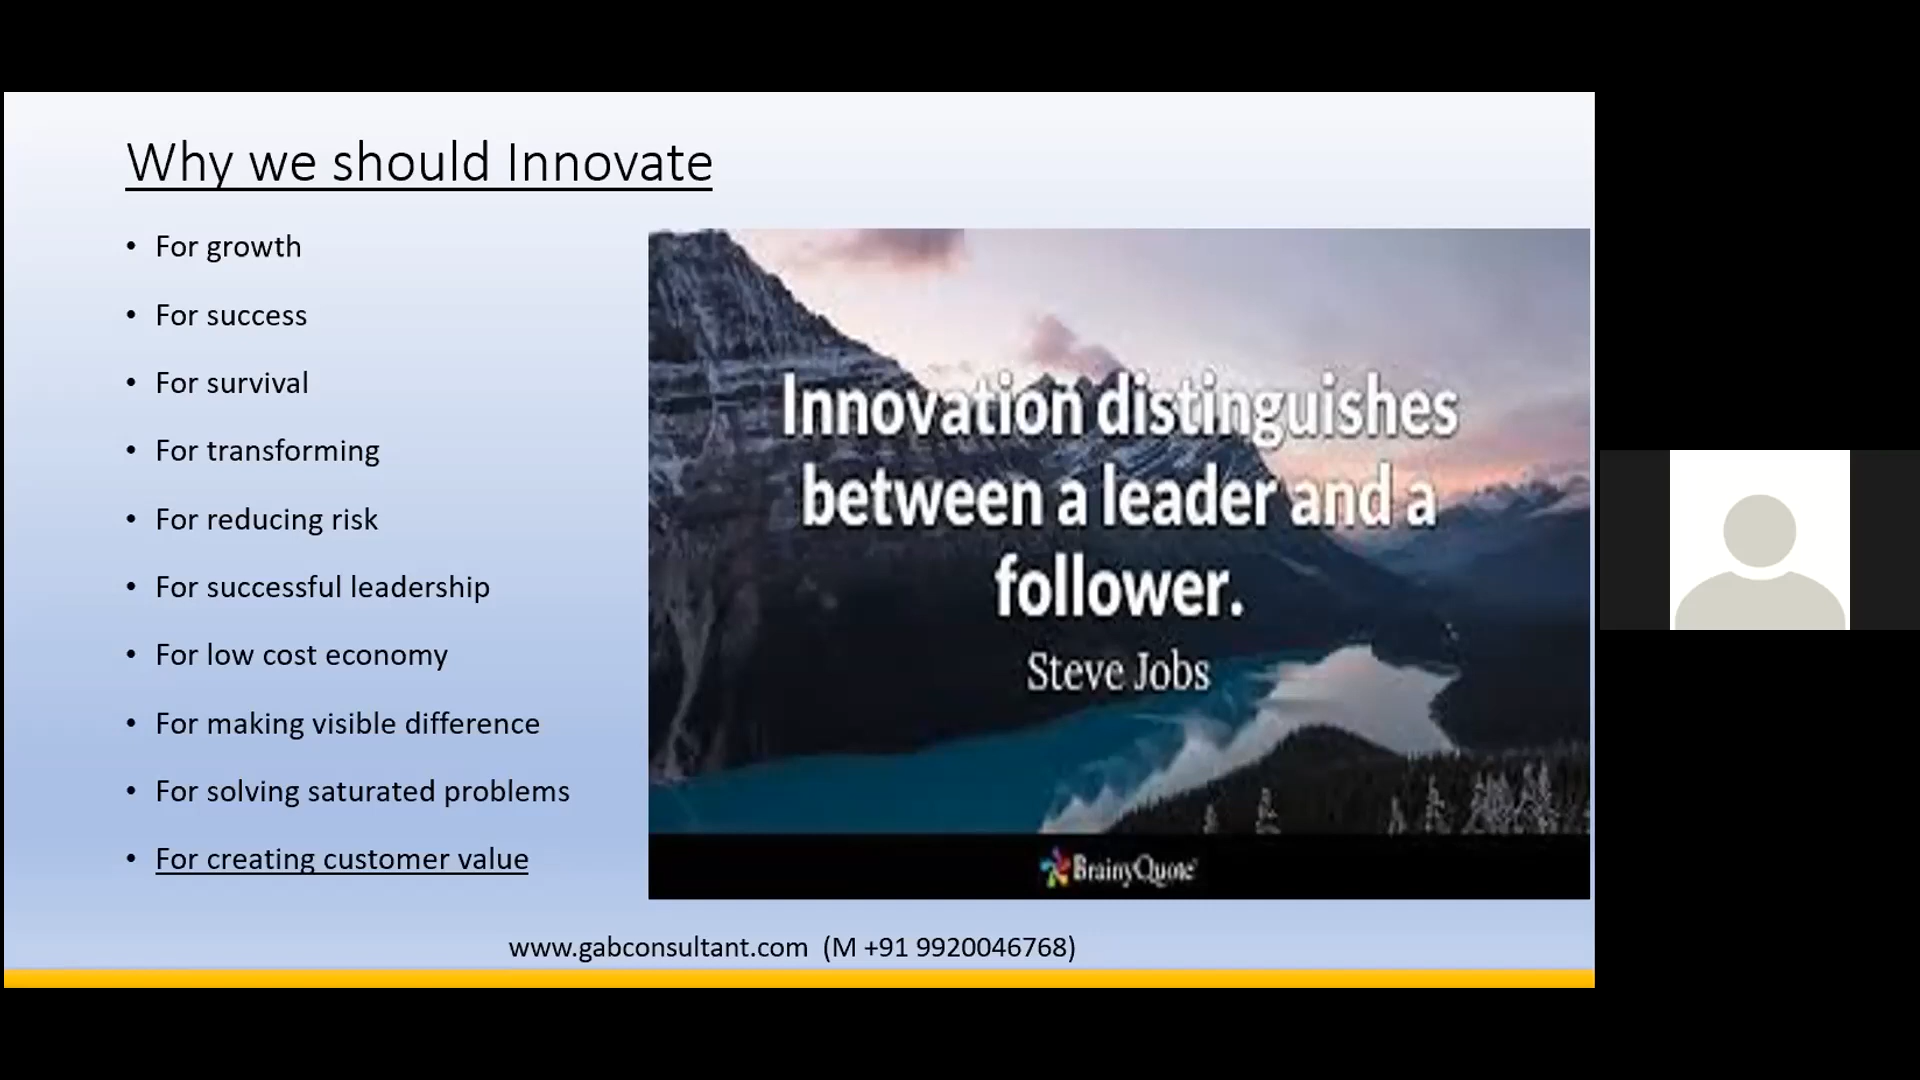 Why we should Innovate
• For growth
• For success
• For survival
• For transforming
• For reducing risk
• For successful leadership
• For low cost economy
• For making visible difference
• For solving saturated problems
• For creating customer value
Innovation distinguishes
between a leader and a
follower.
Steve Jobs
BrainyQuote
www.gabconsultant.com (M +91 9920046768)